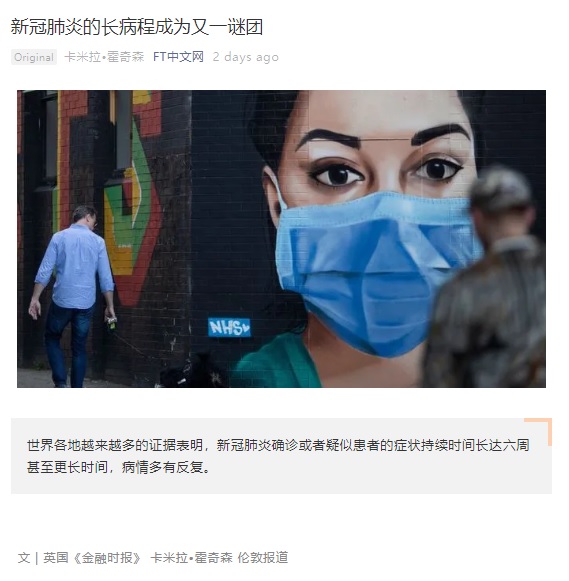 新冠肺炎的长病程成为又一谜团
Original 卡米拉•霍奇森 FT中文网 2 days ago
NHS
世界各地越来越多的证据表明，新冠肺炎确诊或者疑似患者的症状持续时间长达六周
甚至更长时间，病情多有反复。
文 | 英国《金融时报》 卡米拉•霍奇森 伦敦报道